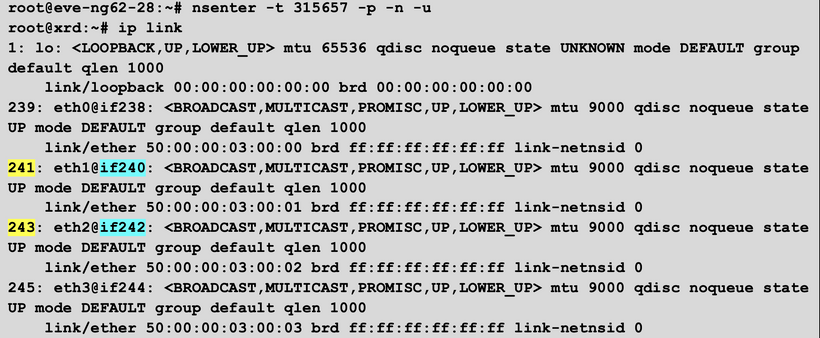 root@eve-ng62-28:~# nsenter -t 315657 -p -n -u
root@xrd:~# ip link
1: lo: <LOOPBACK,UP,LOWER_UP> mtu 65536 qdisc noqueue state UNKNOWN mode DEFAULT group
default qlen 1000
    link/loopback 00:00:00:00:00:00 brd 00:00:00:00:00:00
239: eth0@if238: <BROADCAST,MULTICAST,PROMISC,UP,LOWER_UP> mtu 9000 qdisc noqueue state
UP mode DEFAULT group default qlen 1000
    link/ether 50:00:00:03:00:00 brd ff:ff:ff:ff:ff:ff link-netnsid 0
241: eth1@if240: <BROADCAST,MULTICAST,PROMISC,UP,LOWER_UP> mtu 9000 qdisc noqueue state
UP mode DEFAULT group default qlen 1000
    link/ether 50:00:00:03:00:01 brd ff:ff:ff:ff:ff:ff link-netnsid 0
243: eth2@if242: <BROADCAST,MULTICAST,PROMISC,UP,LOWER_UP> mtu 9000 qdisc noqueue state
UP mode DEFAULT group default qlen 1000
    link/ether 50:00:00:03:00:02 brd ff:ff:ff:ff:ff:ff link-netnsid 0
245: eth3@if244: <BROADCAST,MULTICAST,PROMISC,UP,LOWER_UP> mtu 9000 qdisc noqueue state
UP mode DEFAULT group default qlen 1000
    link/ether 50:00:00:03:00:03 brd ff:ff:ff:ff:ff:ff link-netnsid 0